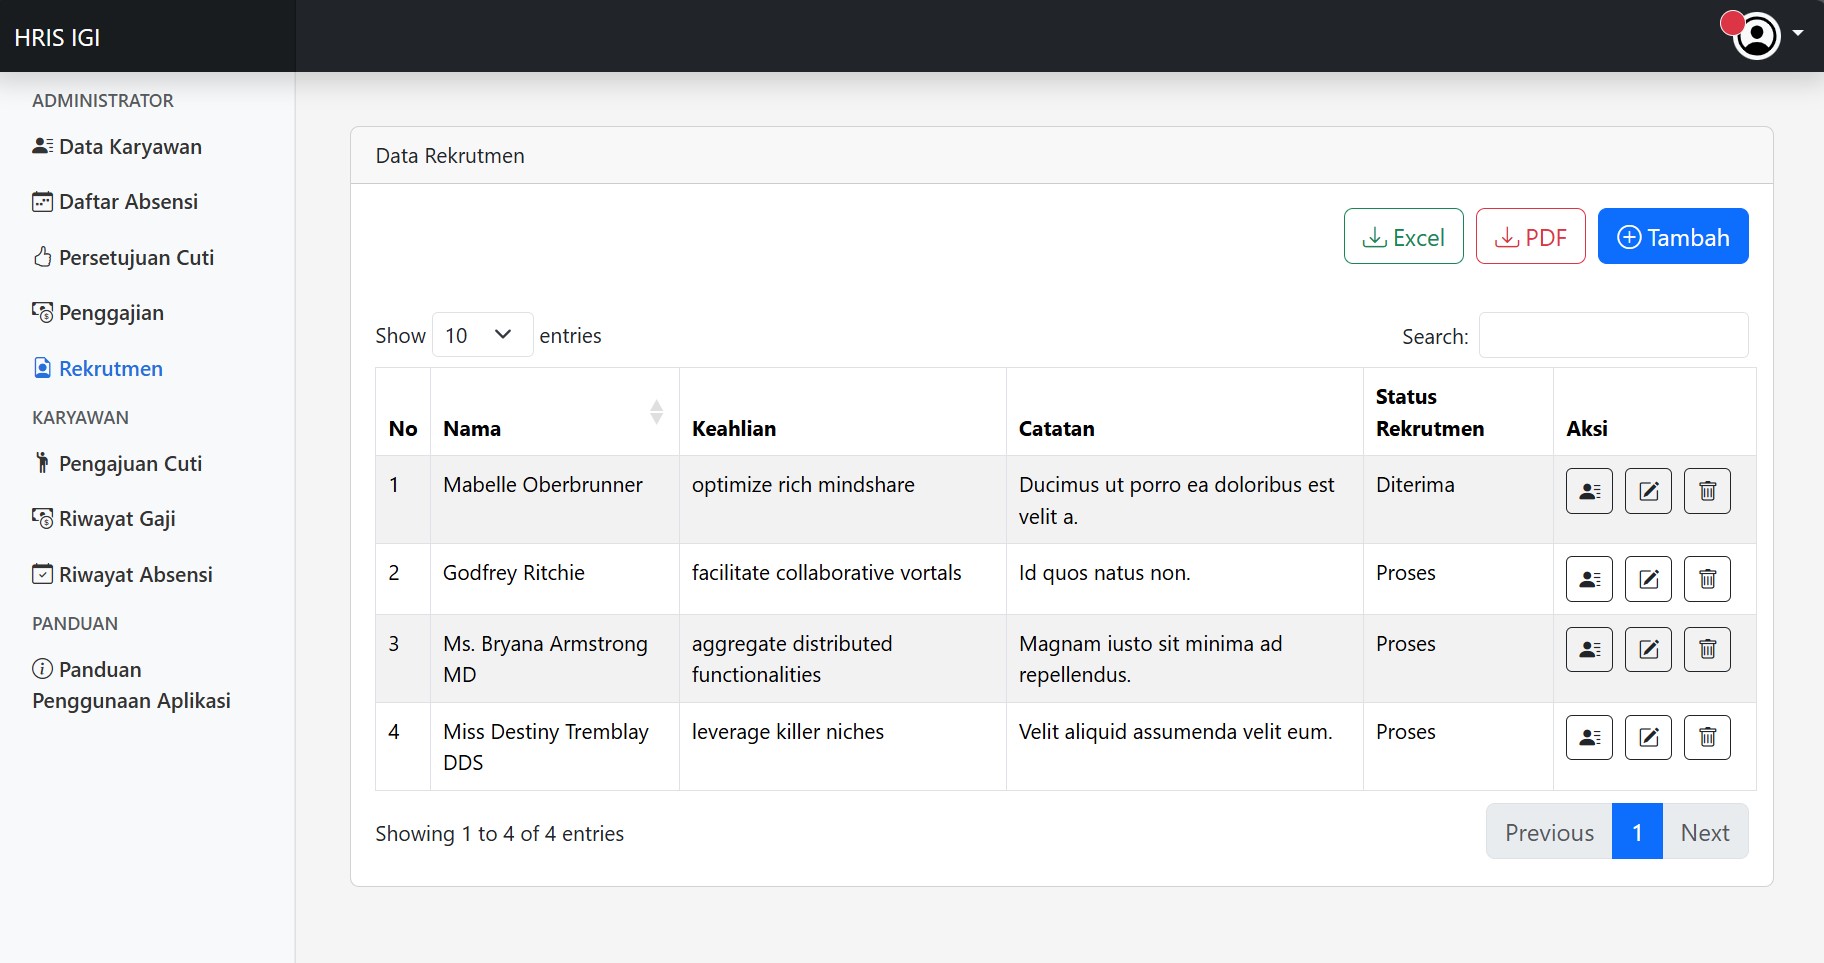 HRIS IGI
ADMINISTRATOR
Data Karyawan
Daftar Absensi
Persetujuan Cuti
Penggajian
Rekrutmen
KARYAWAN
Pengajuan Cuti
Riwayat Gaji
Riwayat Absensi
PANDUAN
Panduan
Penggunaan Aplikasi
Data Rekrutmen
Excel PDF Tambah
Show 10 entries Search:
No Nama Keahlian Catatan Status Rekrutmen Aksi
1 Mabelle Oberbrunner optimize rich mindshare Ducimus ut porro ea doloribus est velit a. Diterima
2 Godfrey Ritchie facilitate collaborative vortals Id quos natus non. Proses
3 Ms. Bryana Armstrong MD aggregate distributed functionalities Magnam iusto sit minima ad repellendus. Proses
4 Miss Destiny Tremblay DDS leverage killer niches Velit aliquid assumenda velit eum. Proses
Showing 1 to 4 of 4 entries Previous 1 Next